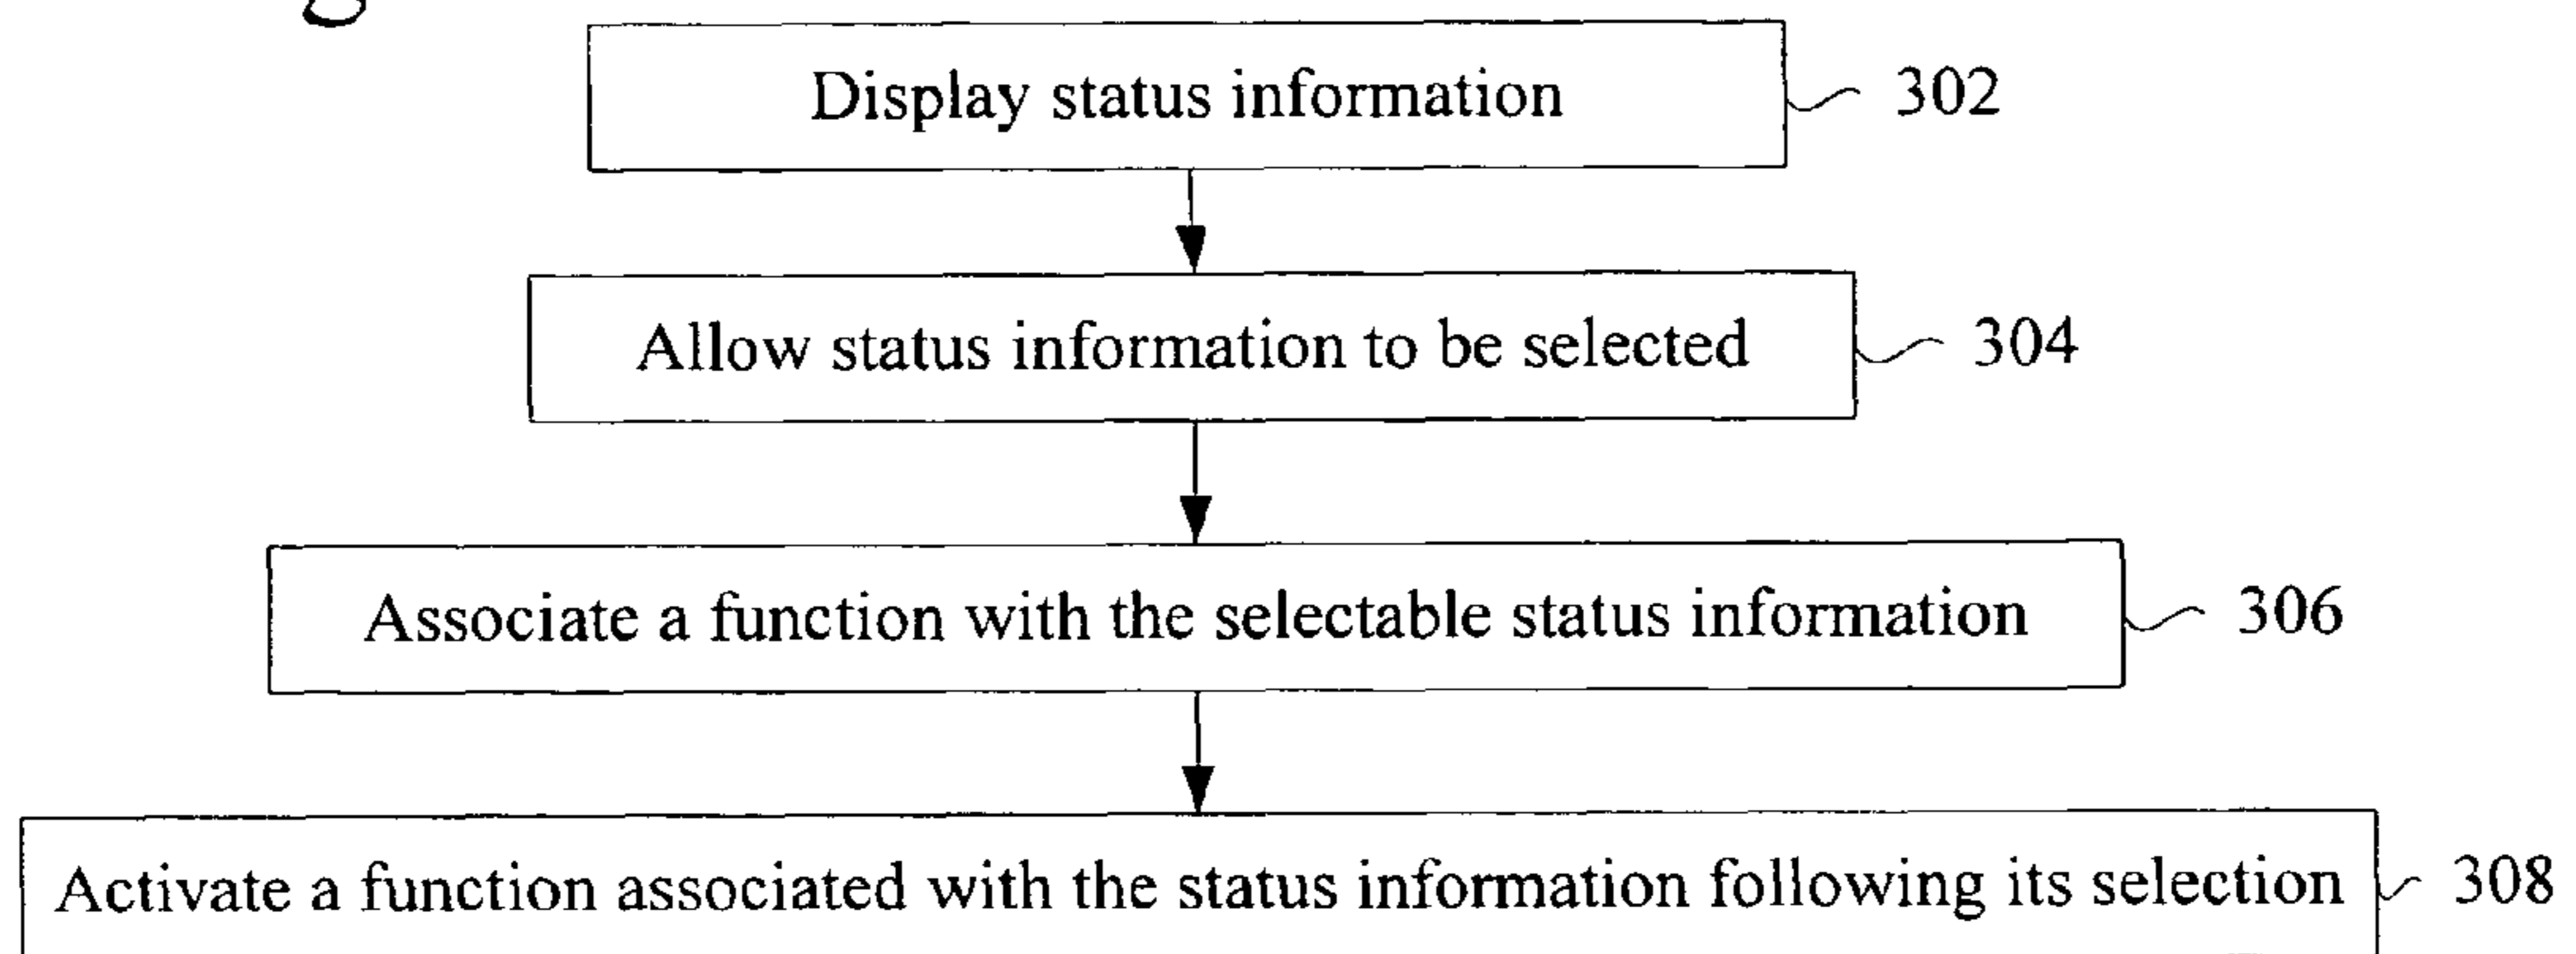 Display status information
302
Allow status information to be selected
304
Associate a function with the selectable status information
306
Activate a function associated with the status information following its selection
308